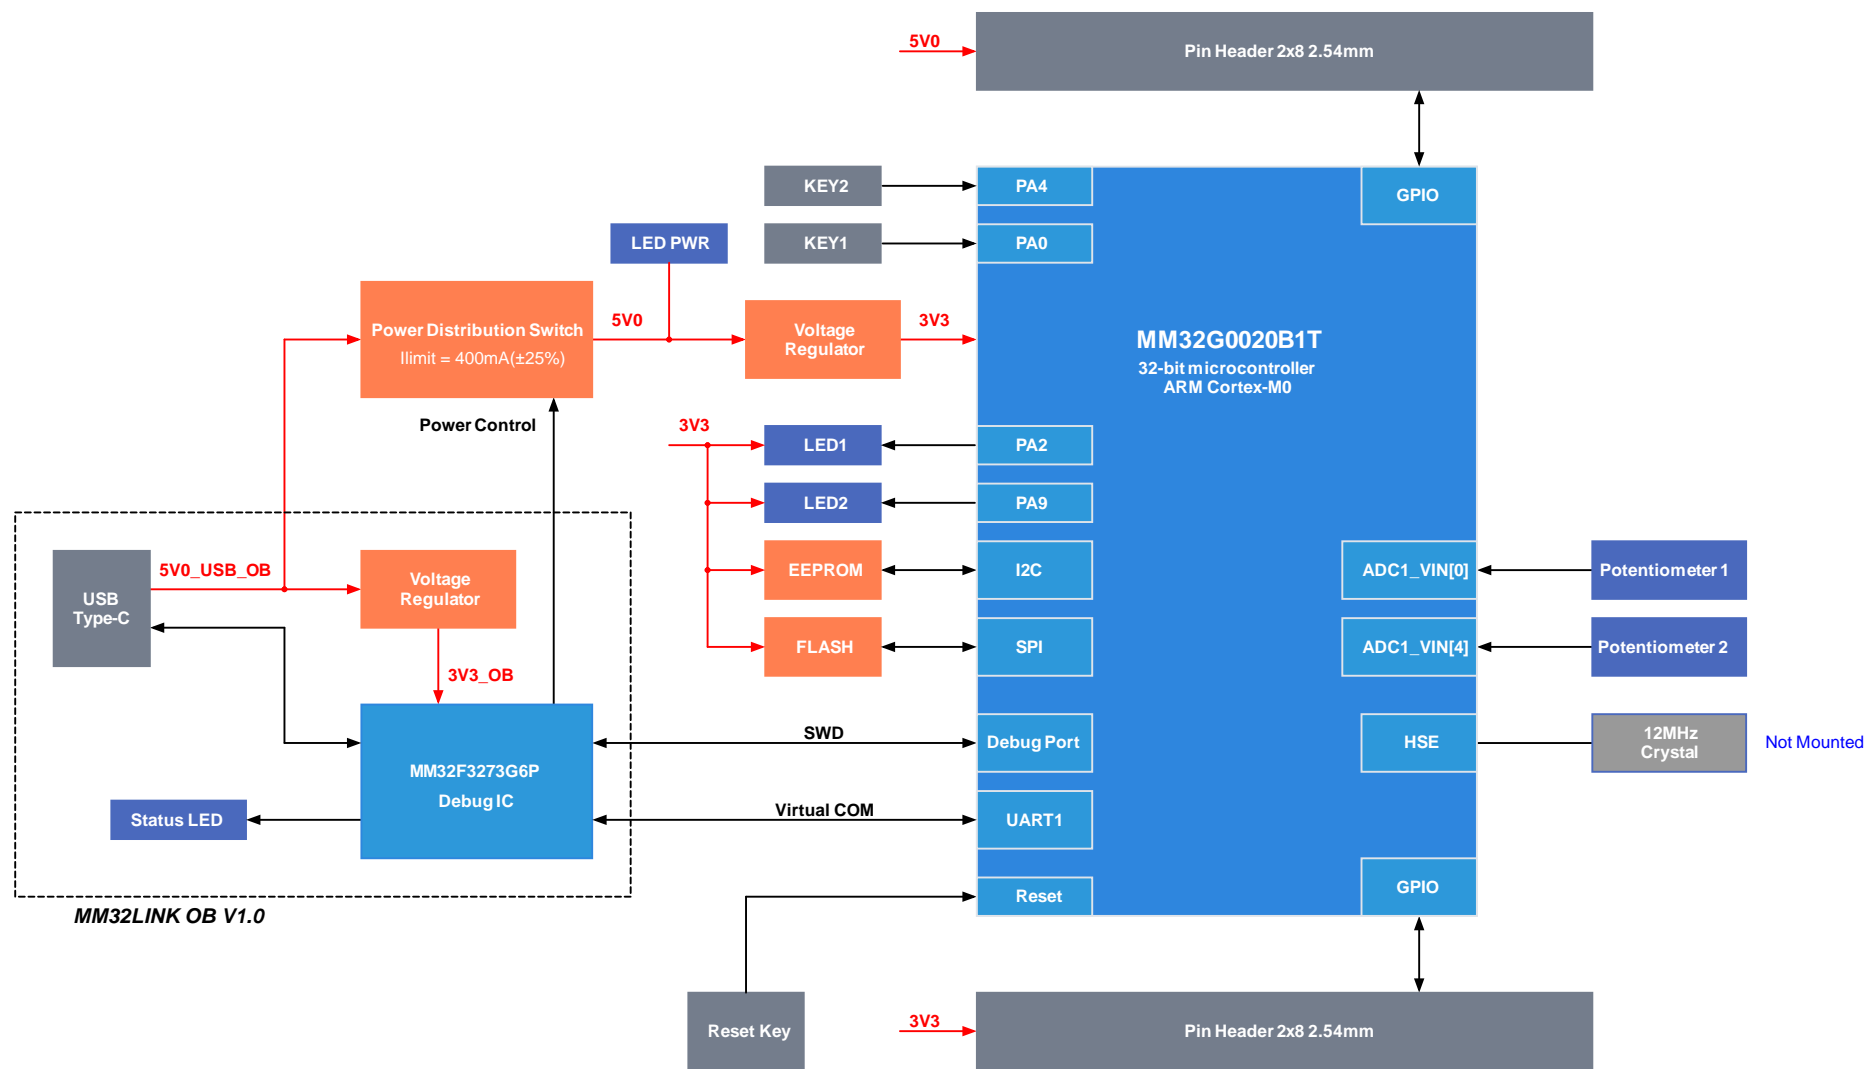 5V0
Pin Header 2x8 2.54mm
KEY2
PA4
GPIO
LED PWR
KEY1
PA0
Power Distribution Switch
Ilimit = 400mA(±25%)
5V0
Voltage
Regulator
3V3
MM32G0020B1T
32-bit microcontroller
ARM Cortex-M0
Power Control
3V3
LED1
PA2
LED2
PA9
USB
Type-C
5V0_USB_OB
Voltage
Regulator
EEPROM
I2C
ADC1_VIN[0]
Potentiometer 1
FLASH
SPI
ADC1_VIN[4]
Potentiometer 2
3V3_OB
SWD
Debug Port
HSE
12MHz
Crystal
Not Mounted
MM32F3273G6P
Debug IC
Status LED
Virtual COM
UART1
Reset
GPIO
MM32LINK OB V1.0
Reset Key
3V3
Pin Header 2x8 2.54mm